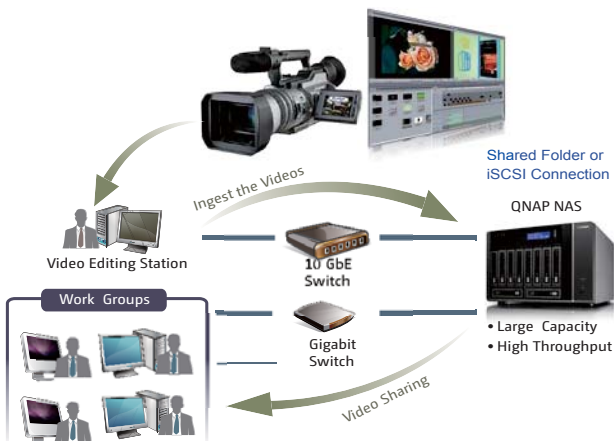 Shared Folder or
iSCSI Connection
Ingest the Videos
QNAP NAS
Video Editing Station
10 GbE
Switch
Work Groups
Gigabit
Switch
• Large Capacity
• High Throughput
Video Sharing